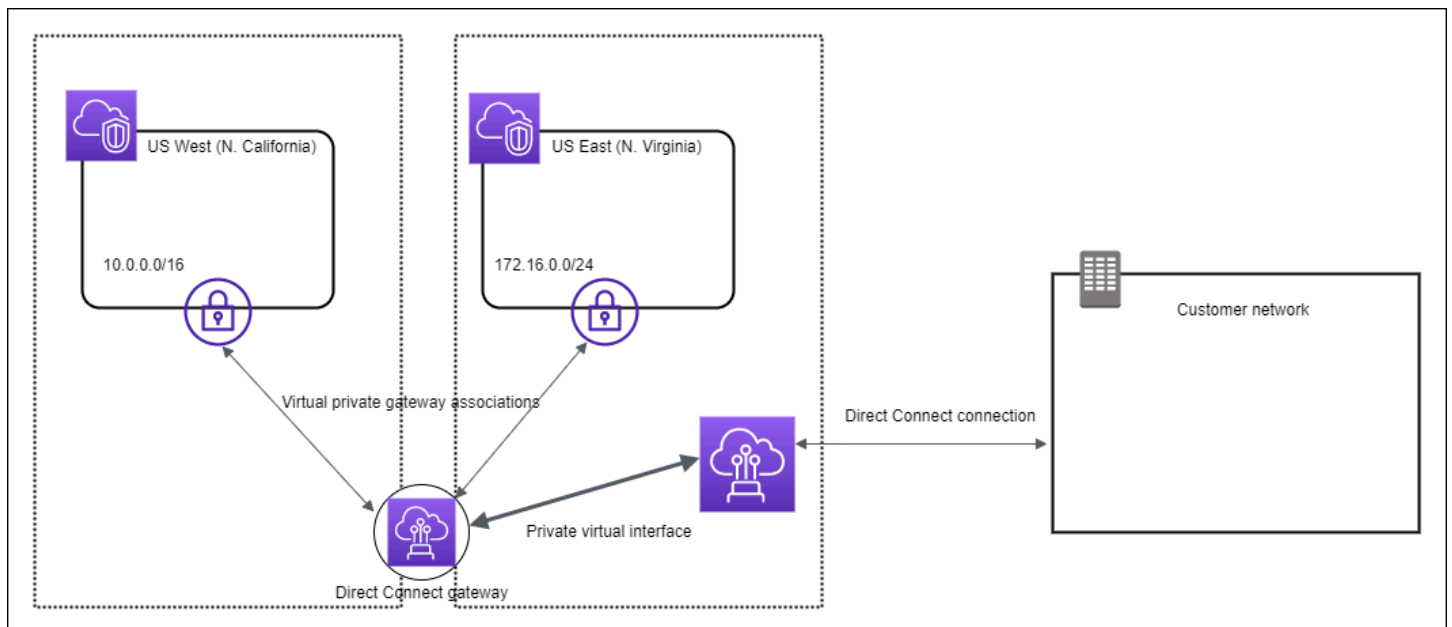 US West (N. California)
US East (N. Virginia)
10.0.0.0/16
172.16.0.0/24
Customer network
Virtual private gateway associations
Direct Connect connection
Private virtual interface
Direct Connect gateway